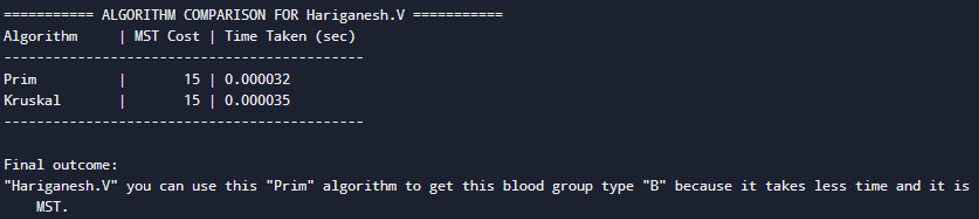 =========== ALGORITHM COMPARISON FOR Hariganesh.V ===========
Algorithm     | MST Cost | Time Taken (sec)
--------------------------------------------
Prim          |       15 | 0.000032
Kruskal       |       15 | 0.000035
--------------------------------------------
Final outcome:
"Hariganesh.V" you can use this "Prim" algorithm to get this blood group type "B" because it takes less time and it is
MST.